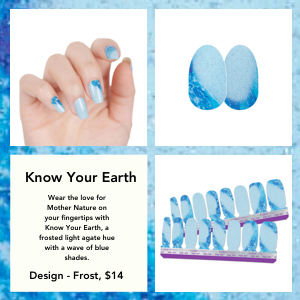 Know Your Earth
Wear the love for
Mother Nature on
your fingertips with
Know Your Earth, a
frosted light agate hue
with a wave of blue
shades.
Design - Frost, $14